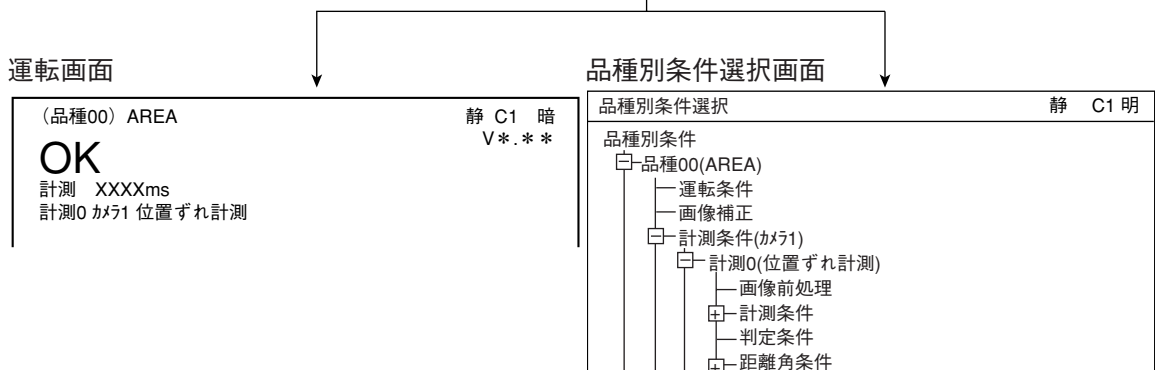 運転画面
(品種00) AREA 静 C1 暗
V*.**
OK
計測 XXXXms
計測0 ｶﾒﾗ1 位置ずれ計測
品種別条件選択画面
品種別条件選択 静 C1 明
品種別条件
品種00(AREA)
運転条件
画像補正
計測条件(ｶﾒﾗ1)
計測0(位置ずれ計測)
画像前処理
計測条件
判定条件
距離角条件